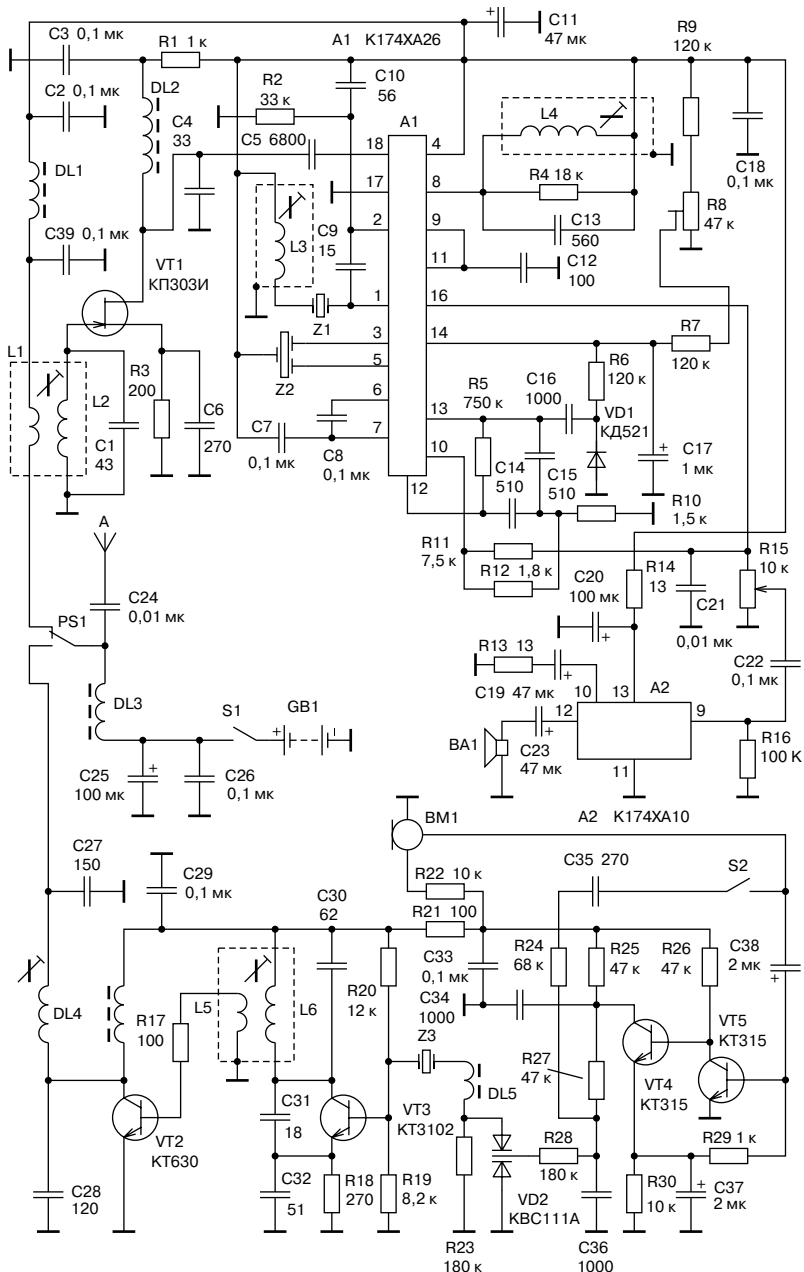 C3 0,1 мк
R1 1 к
A1 К174ХА26
C11
47 мк
R9
120 к
C2 0,1 мк
DL2
C4
33
R2
33 к
C10
56
C5 6800
A1
L4
DL1
18
4
R4 18 к
C18
0,1 мк
17
8
R8
47 к
C39 0,1 мк
L3
C9
15
2
9
C13
560
VT1
КП303И
11
C12
100
1
16
Z1
L1
3
14
R7
120 к
L2
R3
200
5
Z2
R6
120 к
6
R5
750 к
C16
1000
VD1
КД521
C6
270
C7
0,1 мк
13
C1
43
7
10
C8
0,1 мк
C14
510
C15
510
C17
1 мк
12
A
R10
1,5 к
R11
7,5 к
R15
10 к
R12 1,8 к
R14
13
C20
100 мк
C21
0,01 мк
C24
0,01 мк
PS1
R13 13
C22
0,1 мк
C19 47 мк
10
13
A2
DL3
S1
GB1
12
9
BA1
C23
47 мк
11
R16
100 К
C25
100 мк
C26
0,1 мк
BM1
A2 К174ХА10
C27
150
C29
0,1 мк
C30
62
R22 10 к
C35 270
S2
R21 100
R24
68 к
R25
47 к
R26
47 к
C38
2 мк
C33
0,1 мк
R20
12 к
C34
1000
DL4
R17
100
L5
L6
Z3
VT5
КТ315
R27
47 к
VT4
КТ315
DL5
C31
18
VT3
КТ3102
VT2
КТ630
R28
180 к
R29 1 к
C28
120
C32
51
R18
270
R19
8,2 к
VD2
КВС111А
R30
10 к
C37
2 мк
R23
180 к
C36
1000